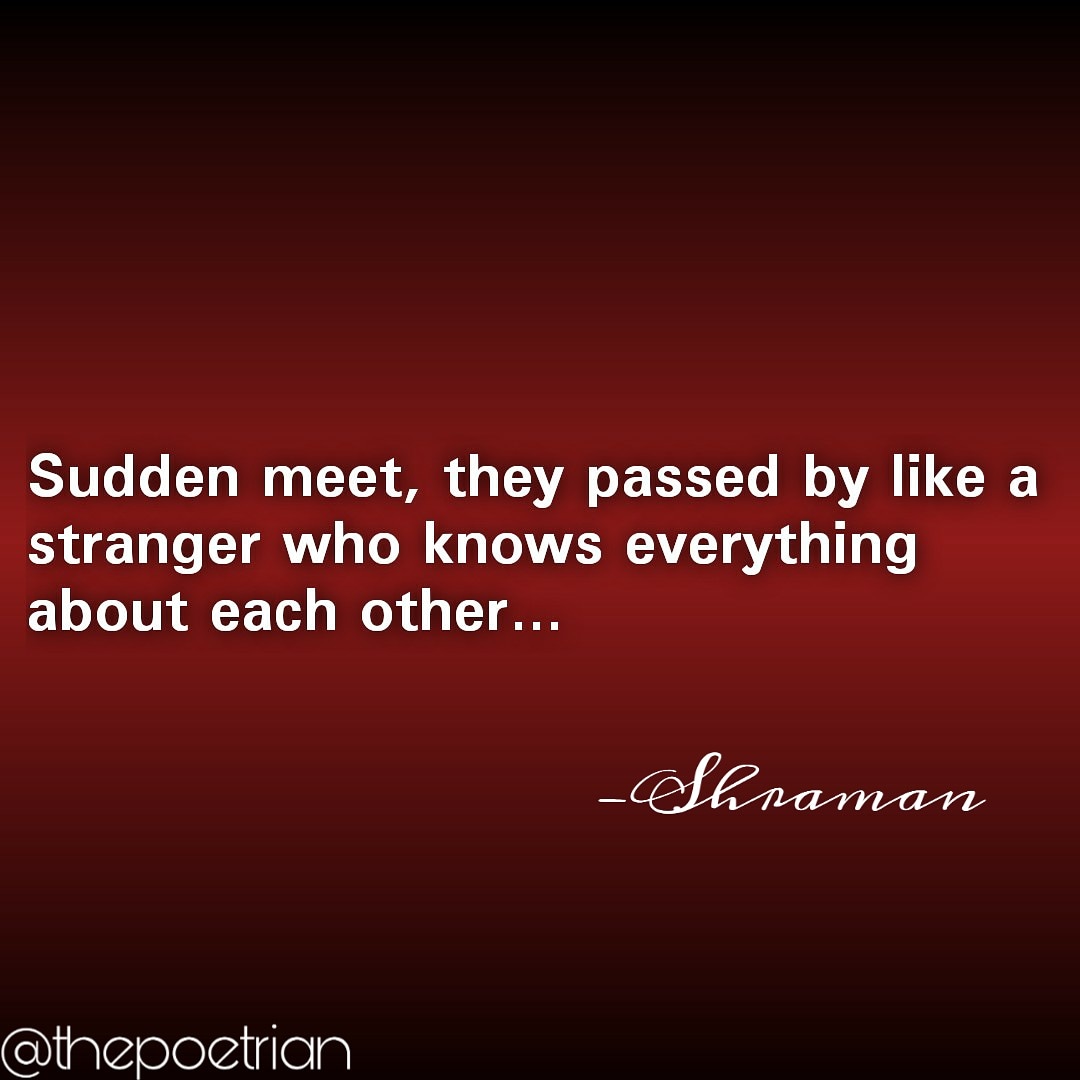 Sudden meet, they passed by like a
stranger who knows everything
about each other...
-Shraman
@thepoetrian